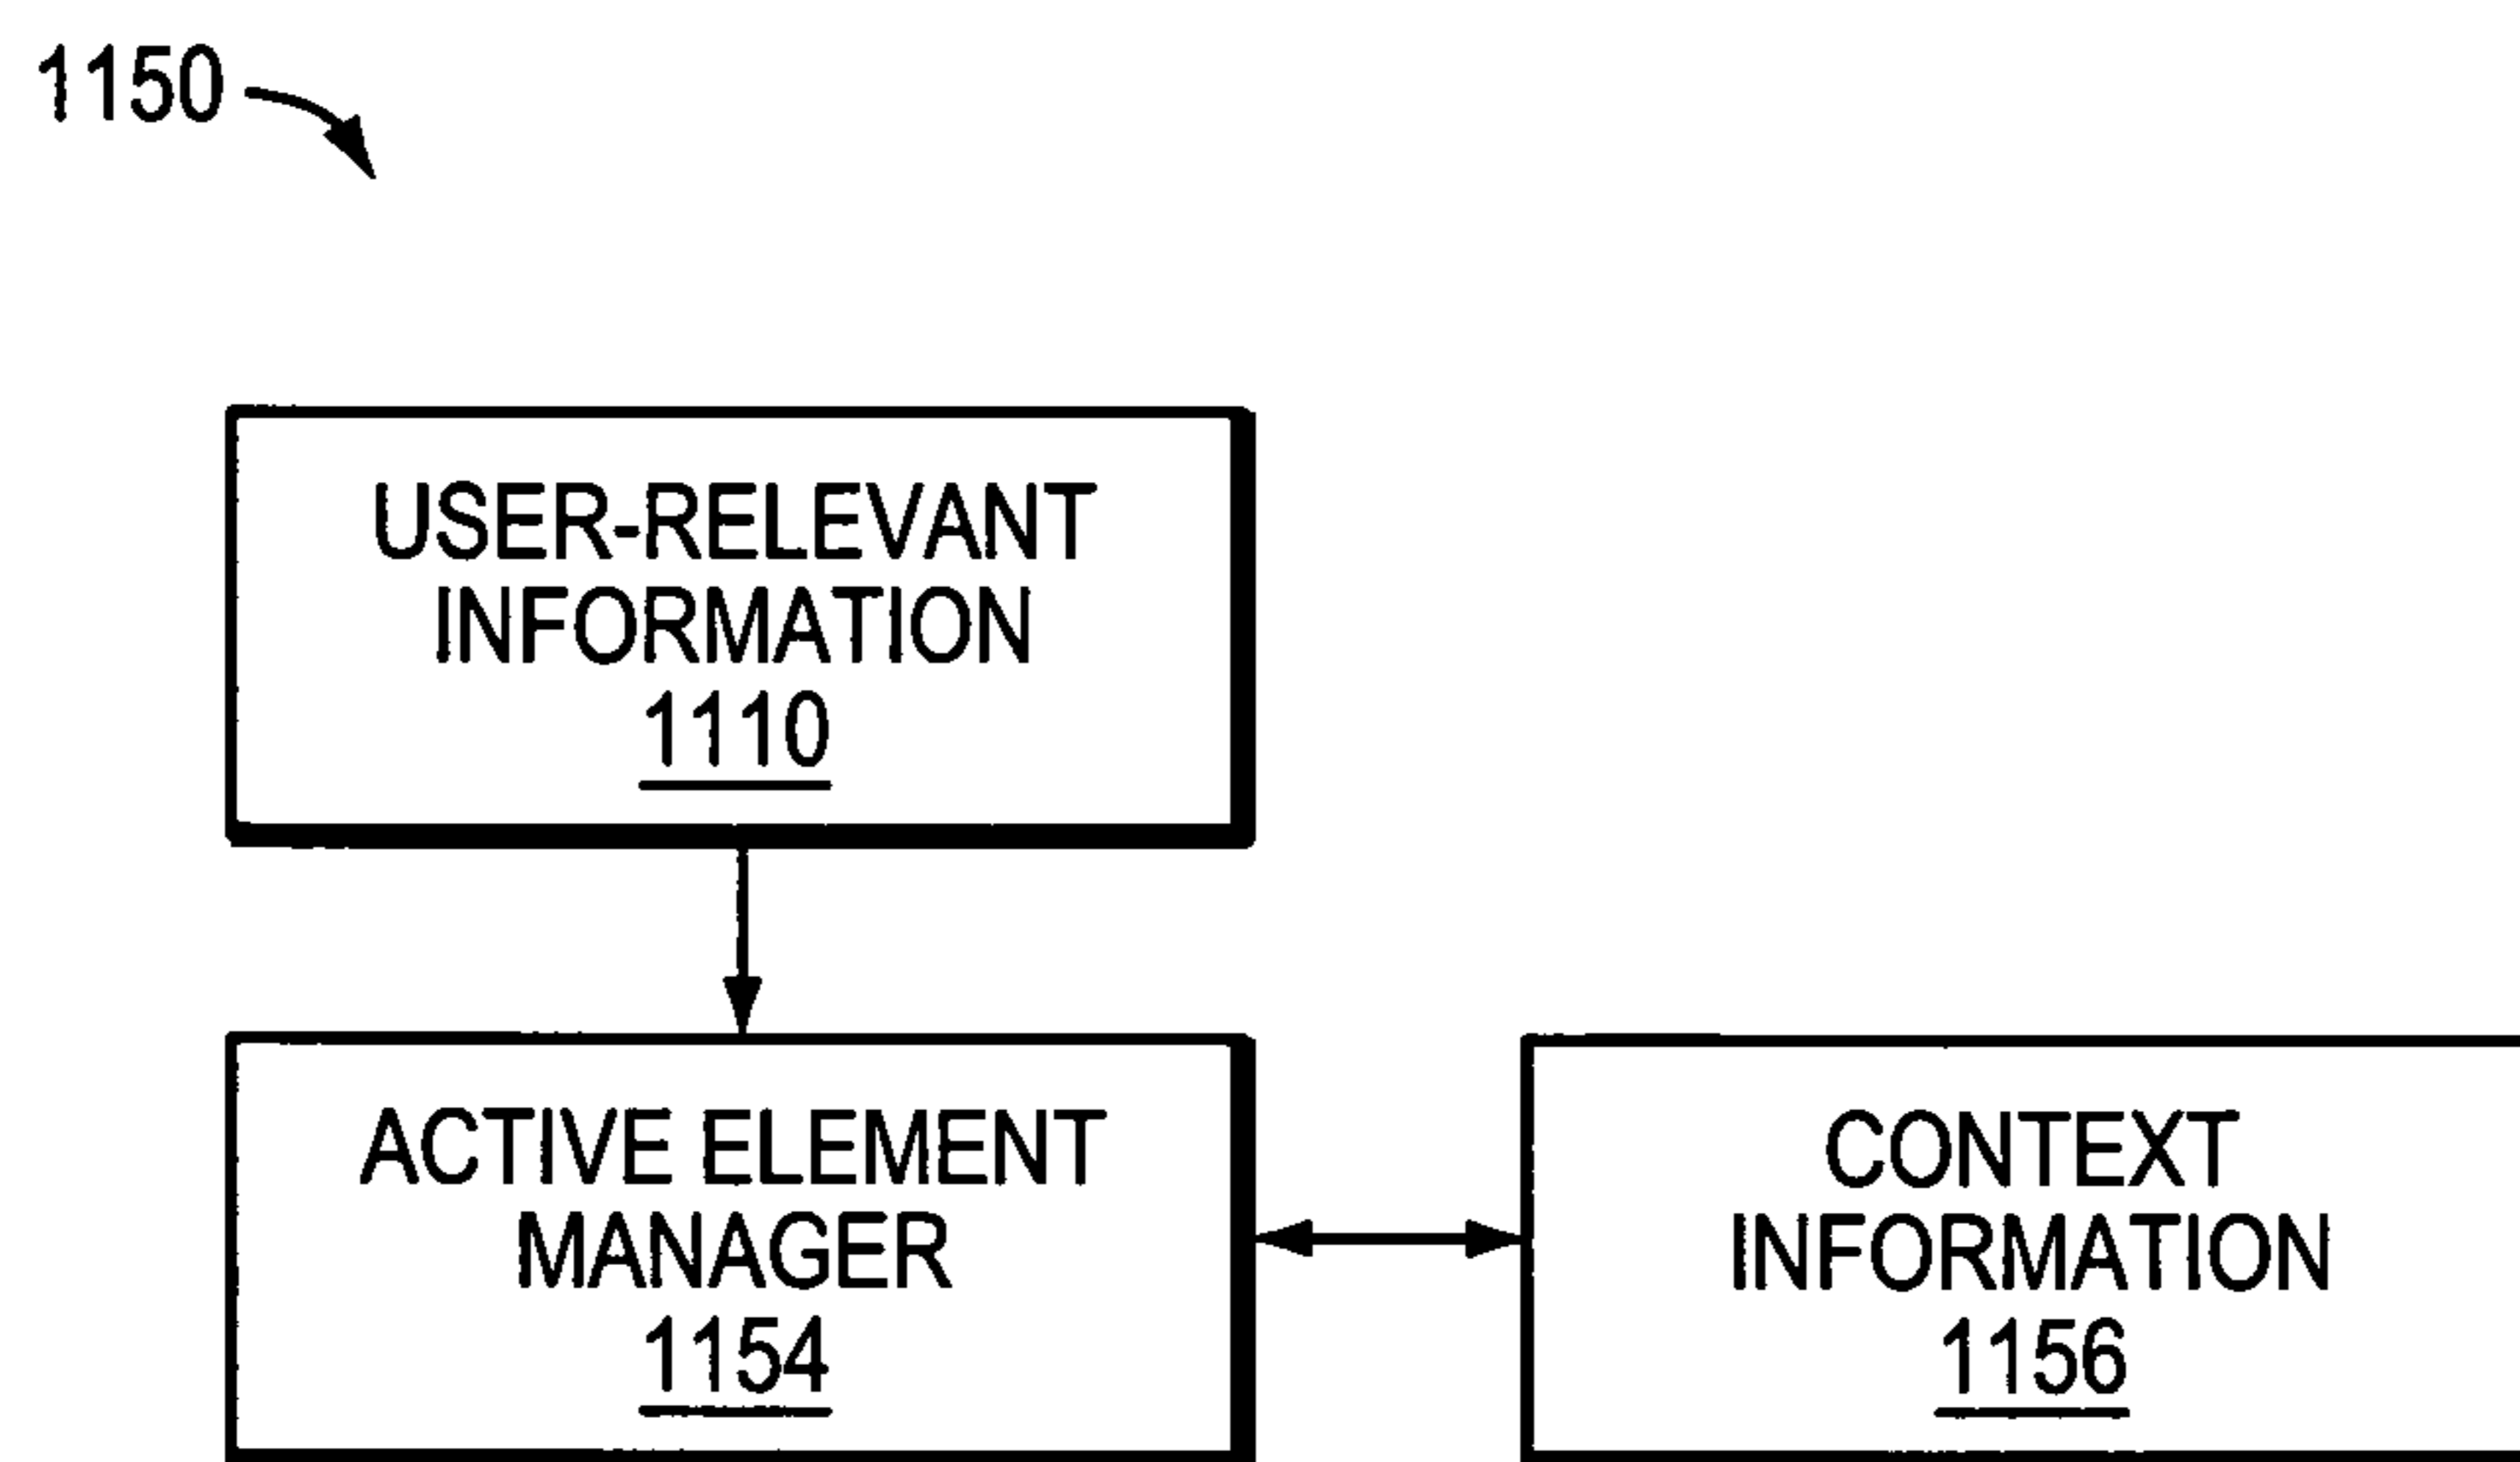 1150
USER-RELEVANT
INFORMATION
1110
ACTIVE ELEMENT
MANAGER
1154
CONTEXT
INFORMATION
1156